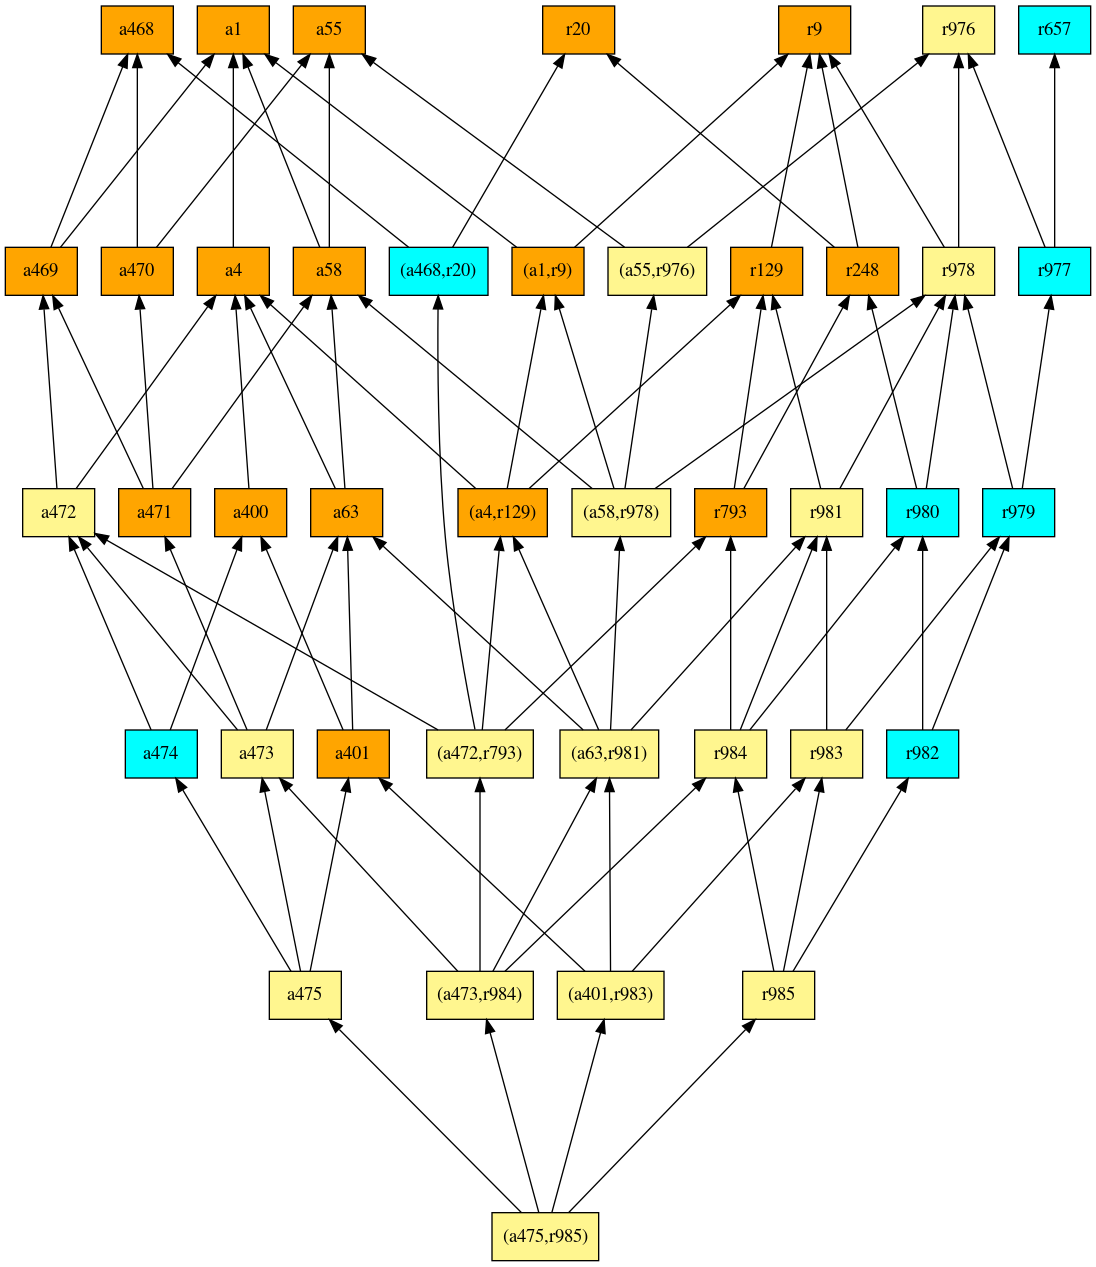 a468 a1 a55 r20 r9 r976 r657
a469 a470 a4 a58 (a468,r20) (a1,r9) (a55,r976) r129 r248 r978 r977
a472 a471 a400 a63 (a4,r129) (a58,r978) r793 r981 r980 r979
a474 a473 a401 (a472,r793) (a63,r981) r984 r983 r982
a475 (a473,r984) (a401,r983) r985
(a475,r985)